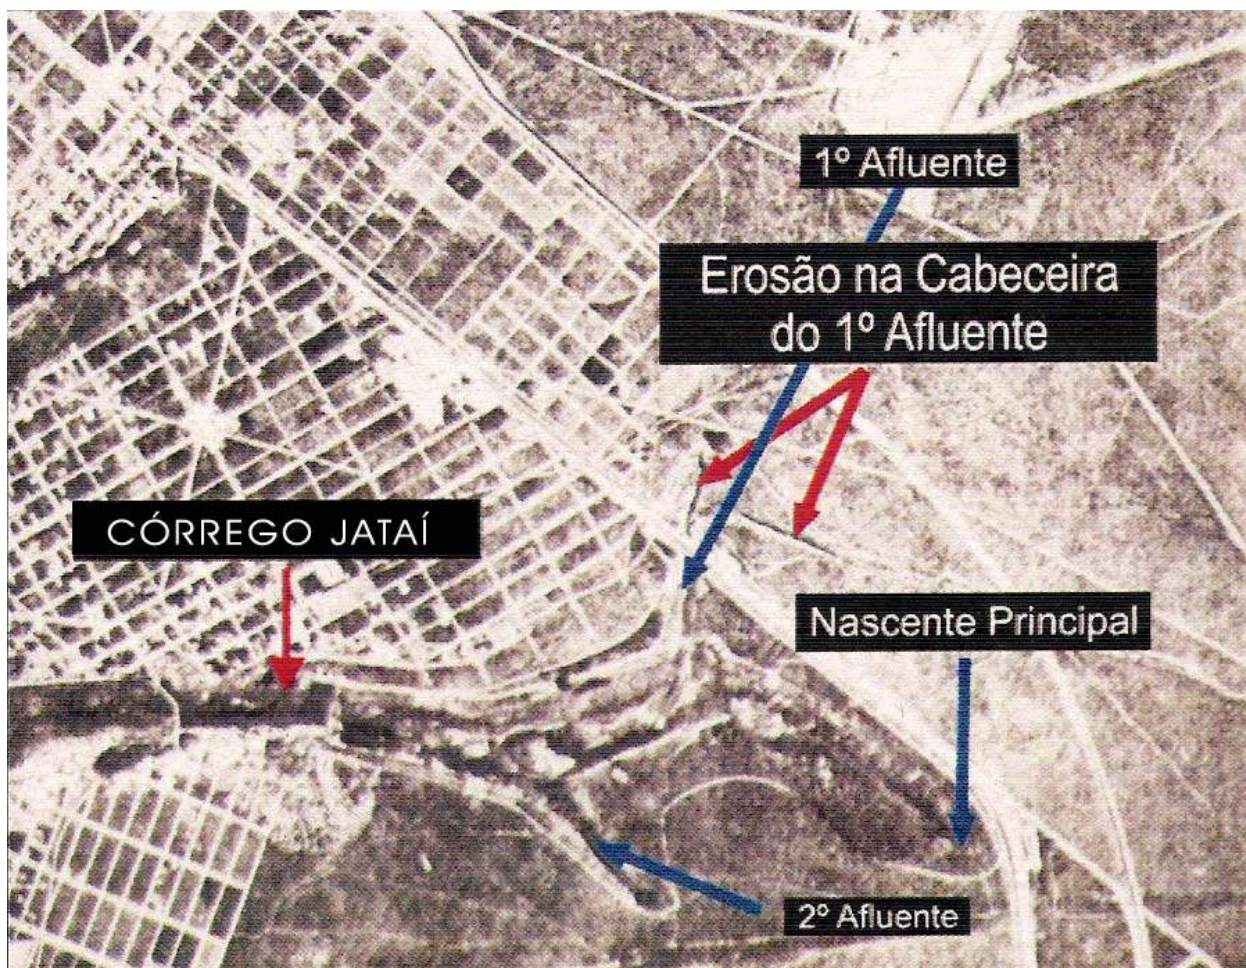 1º Afluente
Erosão na Cabeceira
do 1º Afluente
CÓRREGO JATAÍ
Nascente Principal
2º Afluente